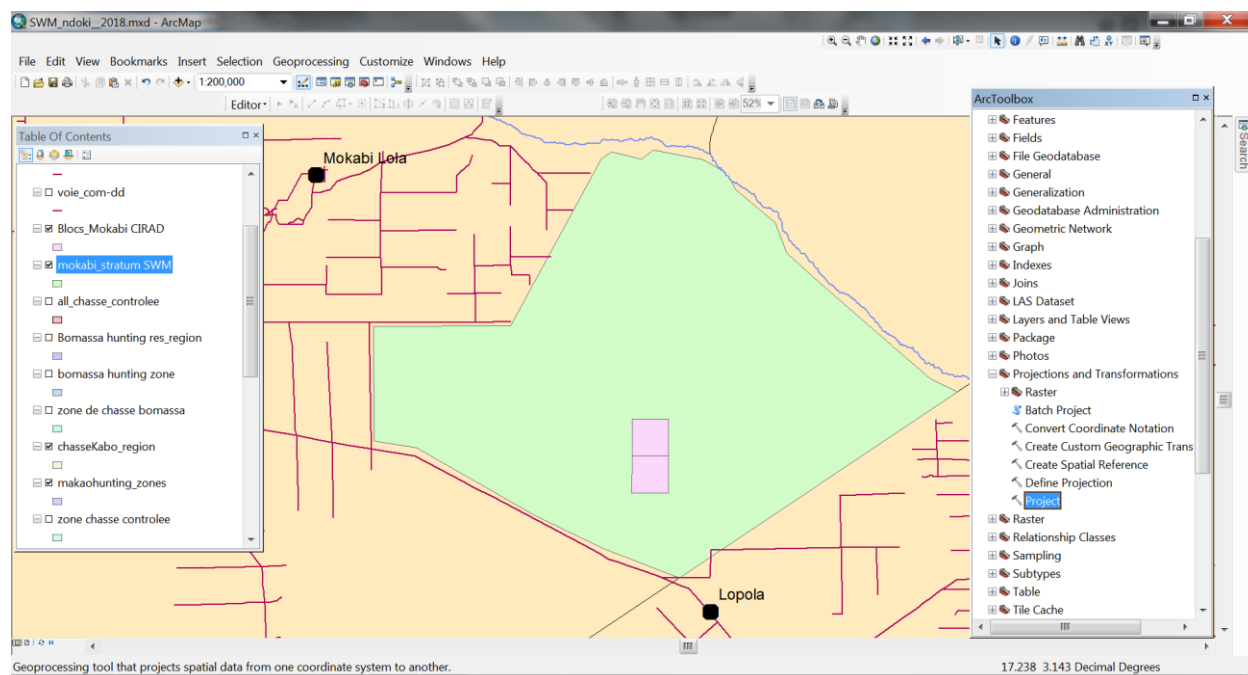 SWM_ndoki__2018.mxd - ArcMap
File Edit View Bookmarks Insert Selection Geoprocessing Customize Windows Help
1:200,000
Editor
52%
Table Of Contents
voie_com-dd
Blocs_Mokabi CIRAD
mokabi_stratum SWM
all_chasse_controlee
Bomassa hunting res_region
bomassa hunting zone
zone de chasse bomassa
chasseKabo_region
makaohunting_zones
zone chasse controlee
Mokabi Lola
Lopola
ArcToolbox
Features
Fields
File Geodatabase
General
Generalization
Geodatabase Administration
Geometric Network
Graph
Indexes
Joins
LAS Dataset
Layers and Table Views
Package
Photos
Projections and Transformations
Raster
Batch Project
Convert Coordinate Notation
Create Custom Geographic Trans
Create Spatial Reference
Define Projection
Project
Raster
Relationship Classes
Sampling
Subtypes
Table
Tile Cache
Search
Geoprocessing tool that projects spatial data from one coordinate system to another.
17.238 3.143 Decimal Degrees